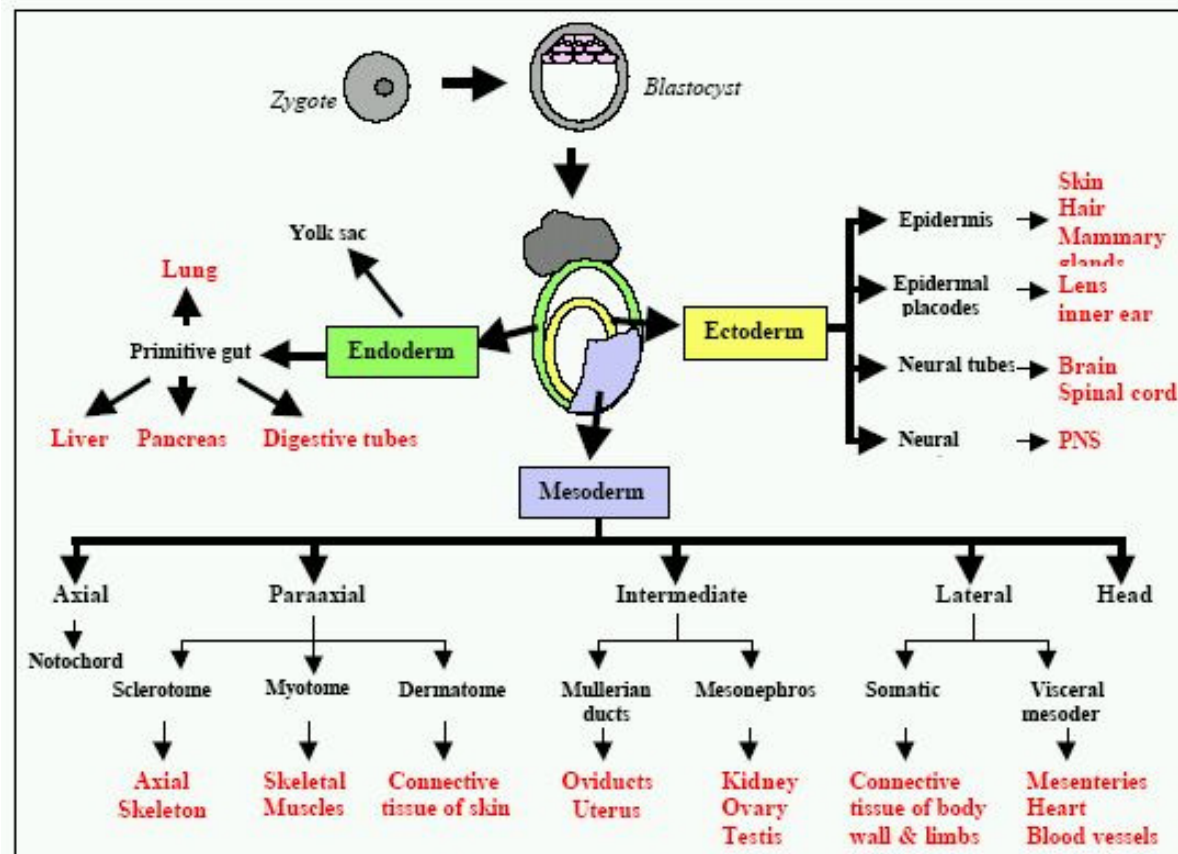 Zygote
Blastocyst
Yolk sac
Lung
Primitive gut
Endoderm
Liver
Pancreas
Digestive tubes
Ectoderm
Epidermis
Skin
Hair
Mammary
glands
Epidermal
placodes
Lens
inner ear
Neural tubes
Brain
Spinal cord
Neural
PNS
Mesoderm
Axial
Paraaxial
Intermediate
Lateral
Head
Notochord
Sclerotome
Myotome
Dermatome
Mullerian
ducts
Mesonephros
Somatic
Visceral
mesoder
Axial
Skeleton
Skeletal
Muscles
Connective
tissue of skin
Oviducts
Uterus
Kidney
Ovary
Testis
Connective
tissue of body
wall & limbs
Mesenteries
Heart
Blood vessels